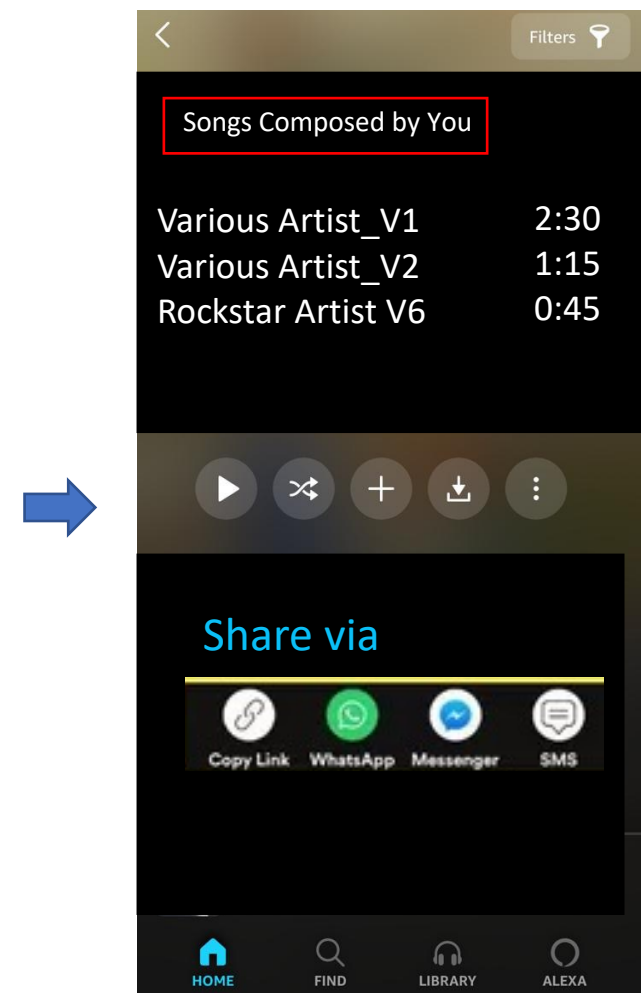 Filters
Songs Composed by You
Various Artist_V1 2:30
Various Artist_V2 1:15
Rockstar Artist V6 0:45
Share via
Copy Link WhatsApp Messenger SMS
HOME FIND LIBRARY ALEXA